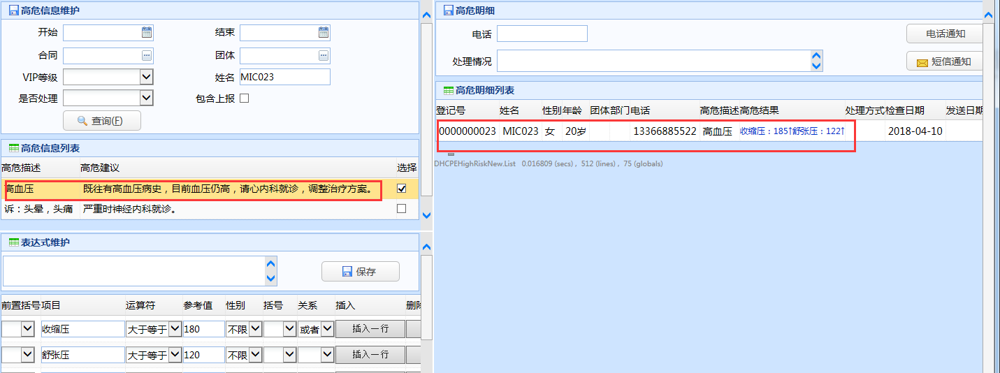 高危信息维护
开始
结束
合同
团体
VIP等级
姓名 MIC023
是否处理
包含上报
查询(F)
高危信息列表
高危描述 高危建议 选择
高血压 既往有高血压病史，目前血压仍高，请心内科就诊，调整治疗方案。
诉：头晕，头痛 严重时神经内科就诊。
表达式维护
保存
前置括号 项目 运算符 参考值 性别 括号 关系 插入 删除
收缩压 大于等于 180 不限 或者 插入一行
舒张压 大于等于 120 不限 插入一行
高危明细
电话
电话通知
处理情况
短信通知
高危明细列表
登记号 姓名 性别 年龄 团体 部门 电话 高危描述 高危结果 处理方式 检查日期 发送日期
0000000023 MIC023 女 20岁 13366885522 高血压 收缩压：185↑舒张压：122↑ 2018-04-10
DHCPEHighRiskNew.List 0.016809 (secs) , 512 (lines) , 75 (globals)